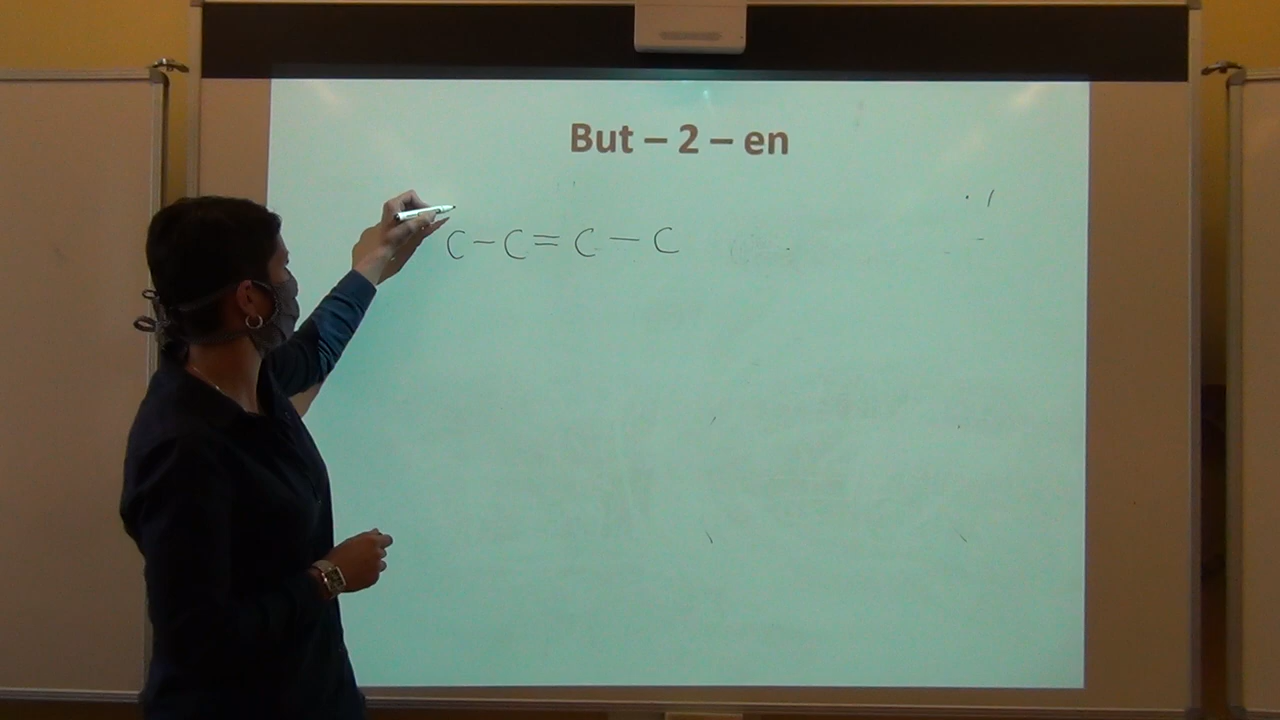 But – 2 – en
C – C = C – C